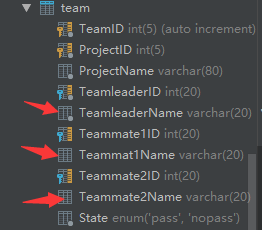 team
TeamID int(5) (auto increment)
ProjectID int(5)
ProjectName varchar(80)
TeamleaderID int(20)
TeamleaderName varchar(20) '
Teammate1ID int(20)
Teammat1Name varchar(20)
Teammate2ID int(20)
Teammate2Name varchar(20)
State enum('pass', 'nopass')